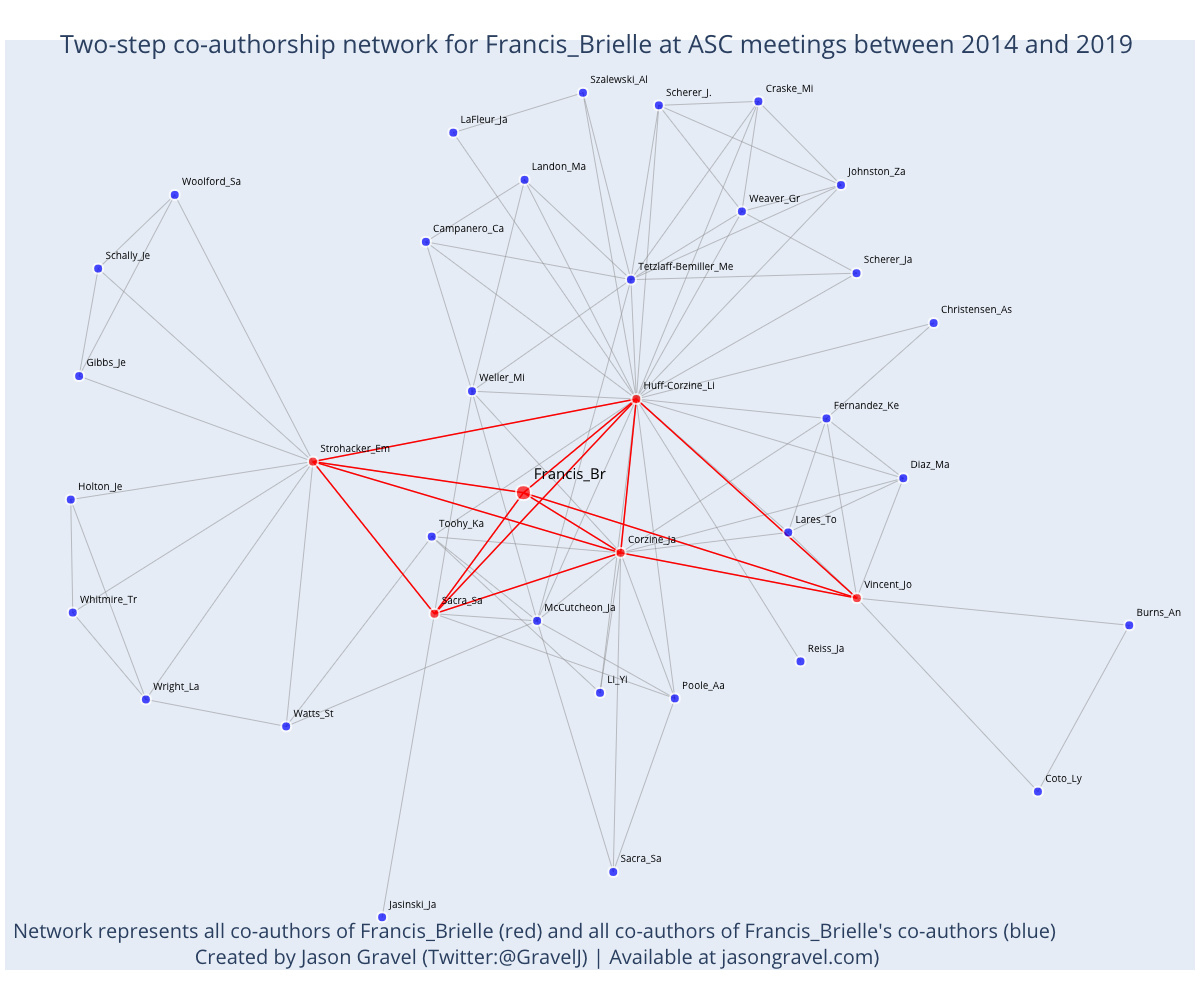 Two-step co-authorship network for Francis_Brielle at ASC meetings between 2014 and 2019
Szalewski_Al
Scherer_J.
Craske_Mi
LaFleur_Ja
Landon_Ma
Johnston_Za
Woolford_Sa
Weaver_Gr
Campanero_Ca
Schally_Je
Tetzlaff-Bemiller_Me
Scherer_Ja
Christensen_As
Gibbs_Je
Weller_Mi
Huff-Corzine_Li
Fernandez_Ke
Strohacker_Em
Diaz_Ma
Francis_Br
Holton_Je
Toohy_Ka
Lares_To
Corzine_Ja
Vincent_Jo
Whitmire_Tr
Sacra_Sa
McCutcheon_Ja
Burns_An
Reiss_Ja
Wright_La
Li_Yi
Poole_Aa
Watts_St
Coto_Ly
Sacra_Sa
Jasinski_Ja
Network represents all co-authors of Francis_Brielle (red) and all co-authors of Francis_Brielle's co-authors (blue)
Created by Jason Gravel (Twitter:@GravelJ) | Available at jasongravel.com)